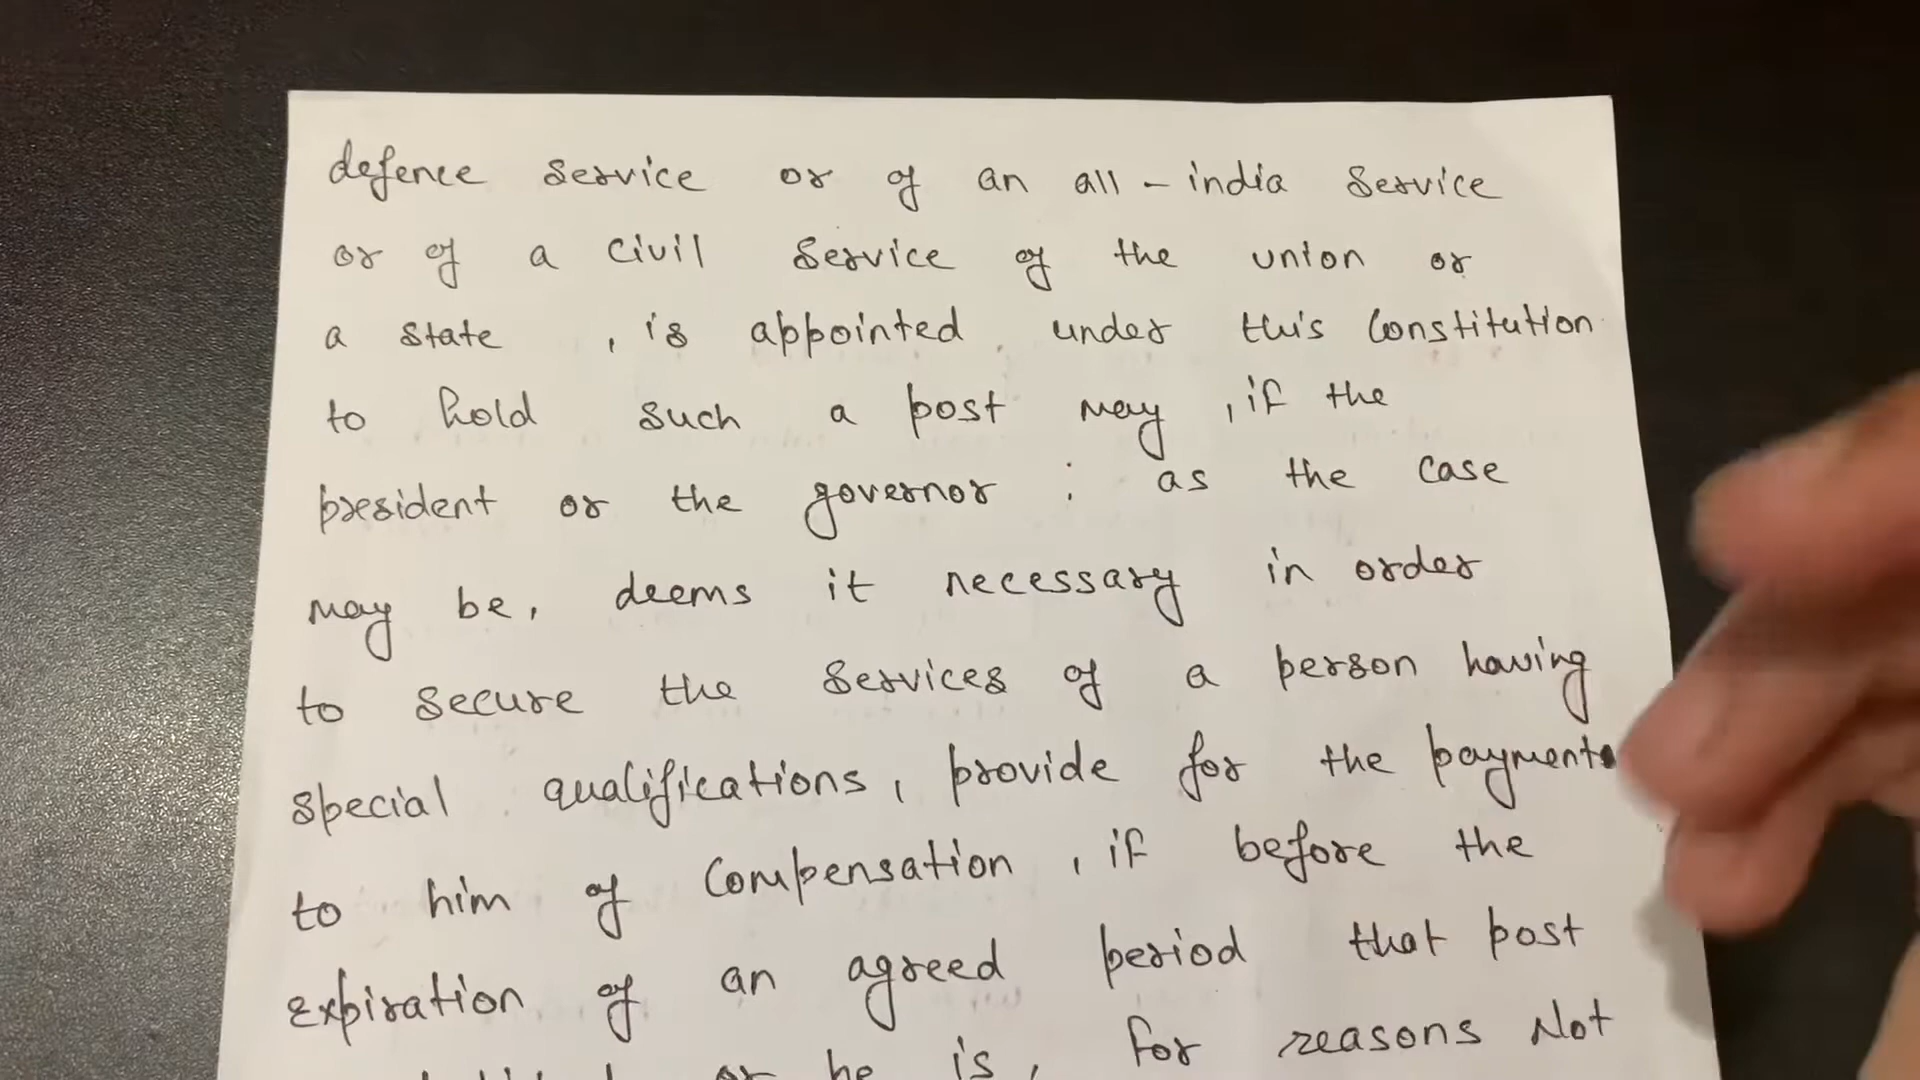 defence service or of an all - india service
or of a civil service of the union or
a state , is appointed under this Constitution
to hold such a post may , if the
president or the governor ; as the case
may be, deems it necessary in order
to secure the services of a person having
special qualifications, provide for the payment
to him of Compensation , if before the
expiration of an agreed period that post
or he is, for reasons Not